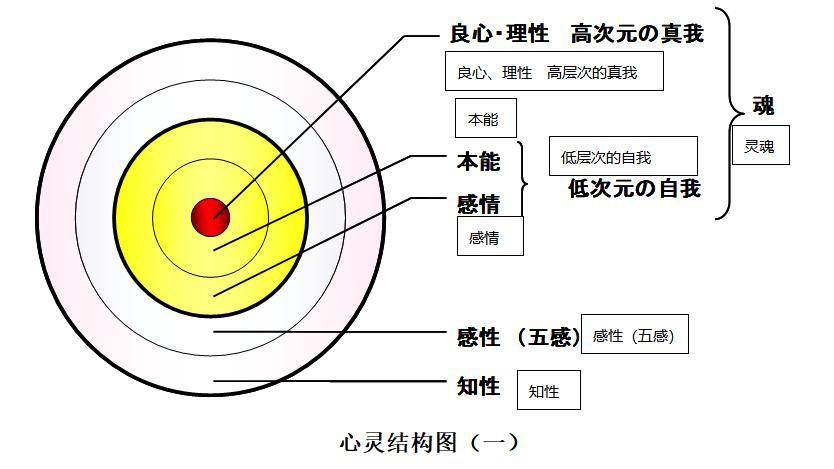 良心·理性　高次元の真我
良心、理性　高层次的真我
魂
灵魂
本能
本能
低层次的自我
低次元の自我
感情
感情
感性 （五感）
感性（五感）
知性
知性
心灵结构图（一）